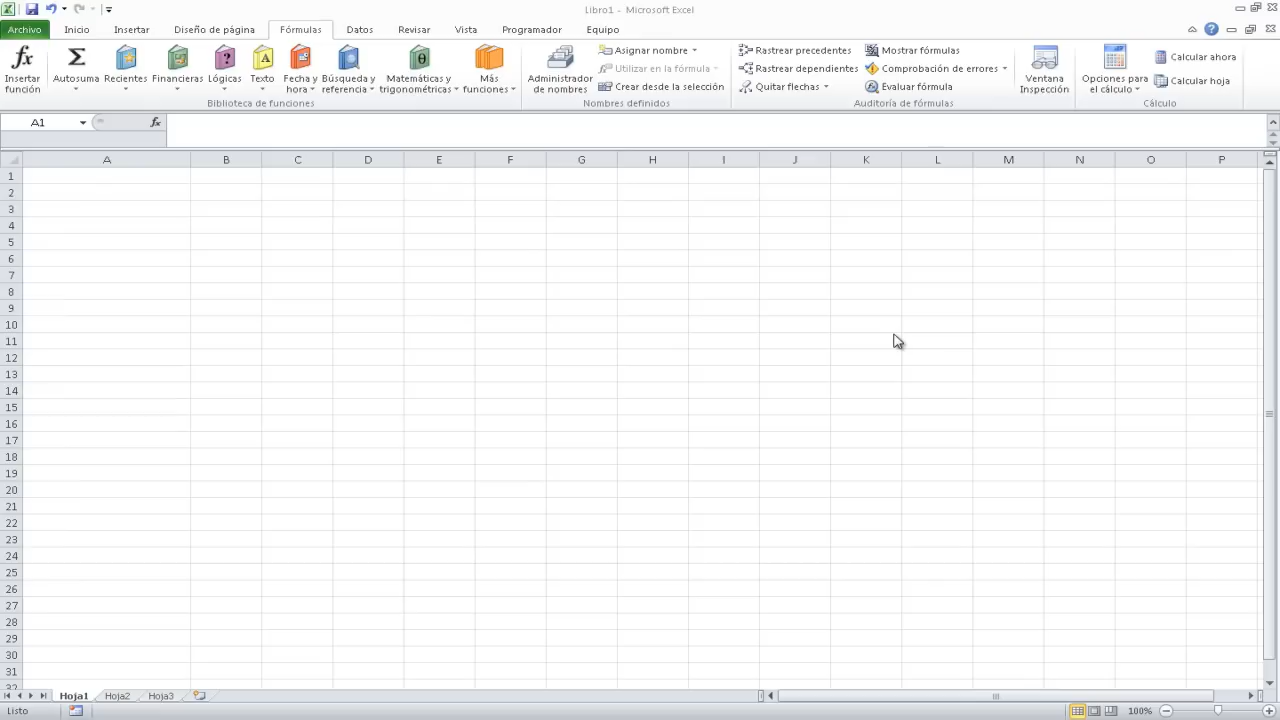 Libro1 - Microsoft Excel
Archivo Inicio Insertar Diseño de página Fórmulas Datos Revisar Vista Programador Equipo
Insertar función
Autosuma
Recientes
Financieras
Lógicas
Texto
Fecha y hora
Búsqueda y referencia
Matemáticas y trigonométricas
Más funciones
Biblioteca de funciones
Administrador de nombres
Asignar nombre
Utilizar en la fórmula
Crear desde la selección
Nombres definidos
Rastrear precedentes
Rastrear dependientes
Quitar flechas
Mostrar fórmulas
Comprobación de errores
Evaluar fórmula
Auditoría de fórmulas
Ventana Inspección
Opciones para el cálculo
Calcular ahora
Calcular hoja
Cálculo
A1 fx
A B C D E F G H I J K L M N O P
1
2
3
4
5
6
7
8
9
10
11
12
13
14
15
16
17
18
19
20
21
22
23
24
25
26
27
28
29
30
31
32
Hoja1 Hoja2 Hoja3
Listo 100%